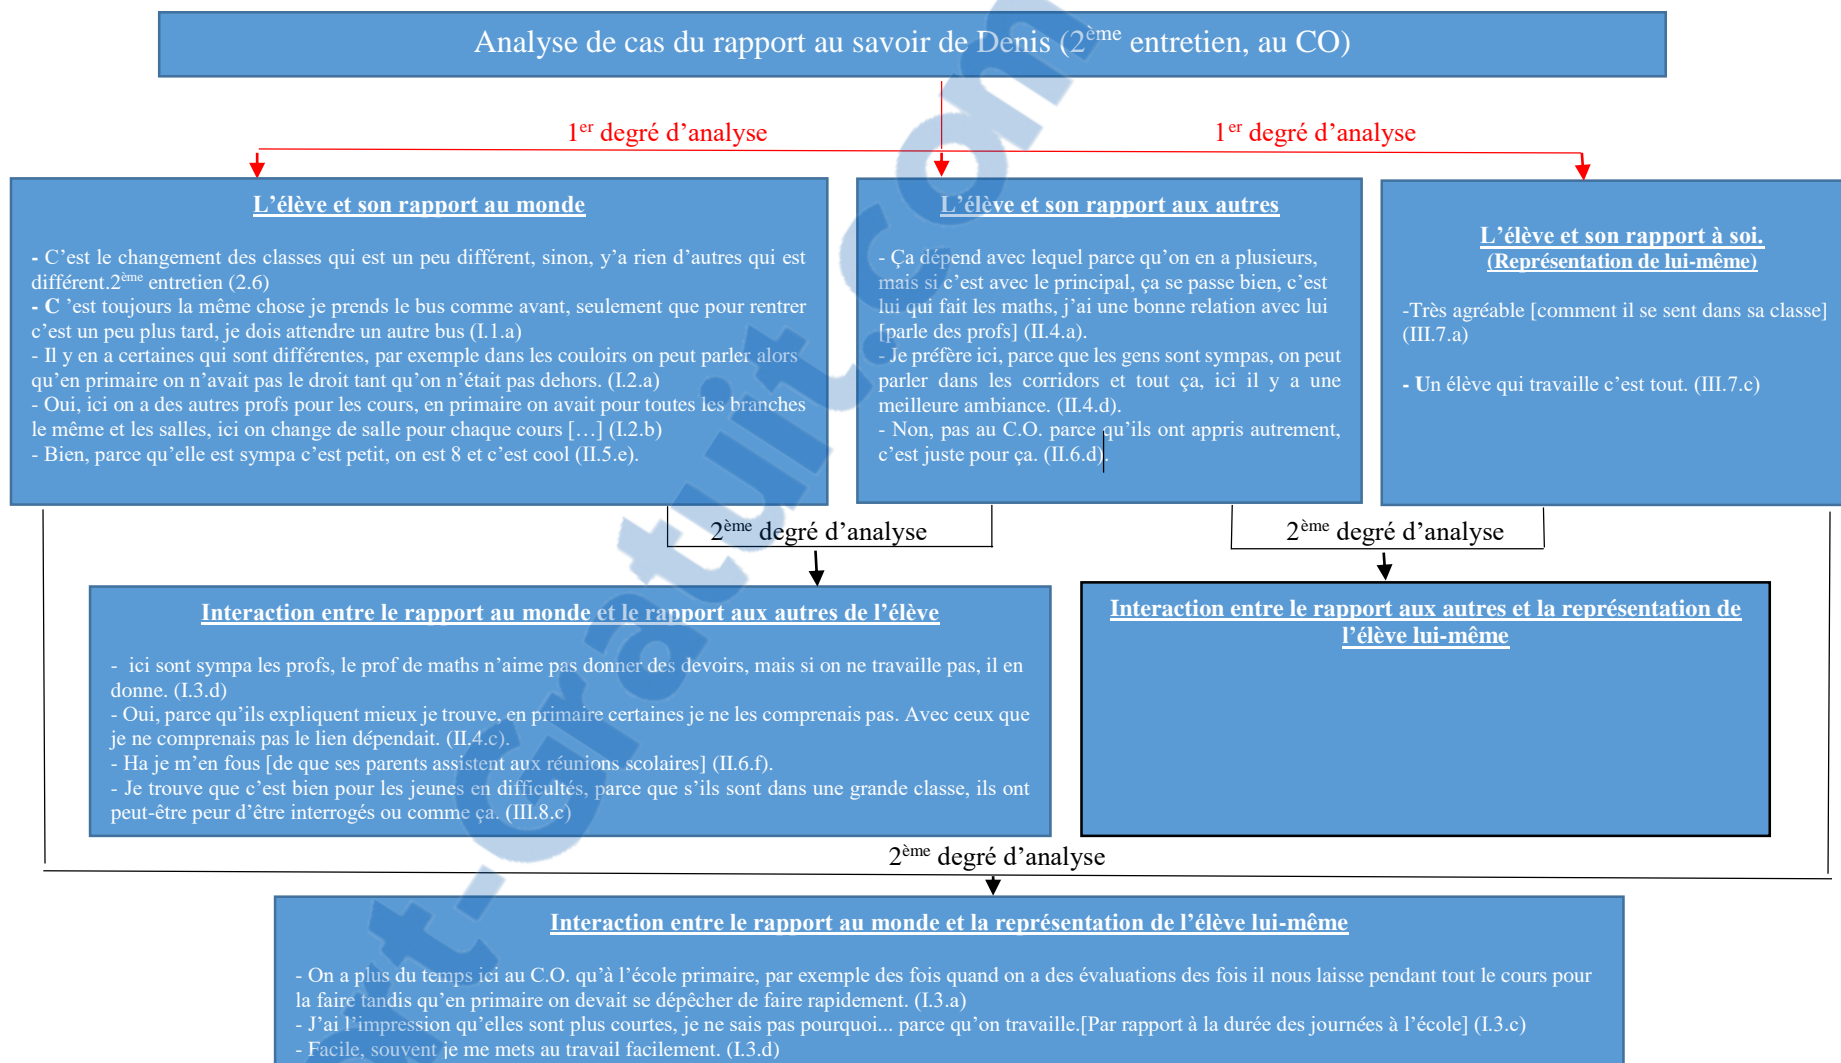 Analyse de cas du rapport au savoir de Denis (2ème entretien, au CO)
1er degré d'analyse
1er degré d'analyse
L'élève et son rapport au monde
- C'est le changement des classes qui est un peu différent, sinon, y'a rien d'autres qui est
différent.2ème entretien (2.6)
- C 'est toujours la même chose je prends le bus comme avant, seulement que pour rentrer
c'est un peu plus tard, je dois attendre un autre bus (I.1.a)
- Il y en a certaines qui sont différentes, par exemple dans les couloirs on peut parler alors
qu'en primaire on n'avait pas le droit tant qu'on n'était pas dehors. (I.2.a)
- Oui, ici on a des autres profs pour les cours, en primaire on avait pour toutes les branches
le même et les salles, ici on change de salle pour chaque cours […] (I.2.b)
- Bien, parce qu'elle est sympa c'est petit, on est 8 et c'est cool (II.5.e).
L'élève et son rapport aux autres
- Ça dépend avec lequel parce qu'on en a plusieurs,
mais si c'est avec le principal, ça se passe bien, c'est
lui qui fait les maths, j'ai une bonne relation avec lui
[parle des profs] (II.4.a).
- Je préfère ici, parce que les gens sont sympas, on peut
parler dans les corridors et tout ça, ici il y a une
meilleure ambiance. (II.4.d).
- Non, pas au C.O. parce qu'ils ont appris autrement,
c'est juste pour ça. (II.6.d).
L'élève et son rapport à soi.
(Représentation de lui-même)
-Très agréable [comment il se sent dans sa classe]
(III.7.a)
- Un élève qui travaille c'est tout. (III.7.c)
2ème degré d'analyse
2ème degré d'analyse
Interaction entre le rapport au monde et le rapport aux autres de l'élève
- ici sont sympa les profs, le prof de maths n'aime pas donner des devoirs, mais si on ne travaille pas, il en
donne. (I.3.d)
- Oui, parce qu'ils expliquent mieux je trouve, en primaire certaines je ne les comprenais pas. Avec ceux que
je ne comprenais pas le lien dépendait. (II.4.c).
- Ha je m'en fous [de que ses parents assistent aux réunions scolaires] (II.6.f).
- Je trouve que c'est bien pour les jeunes en difficultés, parce que s'ils sont dans une grande classe, ils ont
peut-être peur d'être interrogés ou comme ça. (III.8.c)
Interaction entre le rapport aux autres et la représentation de
l'élève lui-même
2ème degré d'analyse
Interaction entre le rapport au monde et la représentation de l'élève lui-même
- On a plus du temps ici au C.O. qu'à l'école primaire, par exemple des fois quand on a des évaluations des fois il nous laisse pendant tout le cours pour
la faire tandis qu'en primaire on devait se dépêcher de faire rapidement. (I.3.a)
- J'ai l'impression qu'elles sont plus courtes, je ne sais pas pourquoi... parce qu'on travaille.[Par rapport à la durée des journées à l'école] (I.3.c)
- Facile, souvent je me mets au travail facilement. (I.3.d)
ort-Gratuit.com